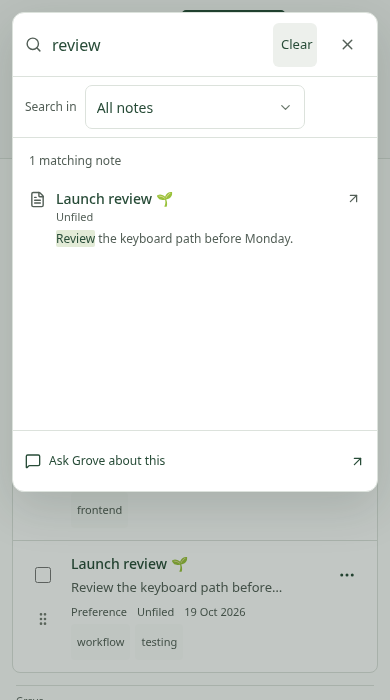 review
Clear
Search in
All notes
1 matching note
Launch review 🌱
Unfiled
Review the keyboard path before Monday.
Ask Grove about this
frontend
Launch review 🌱
Review the keyboard path before...
Preference Unfiled 19 Oct 2026
workflow testing